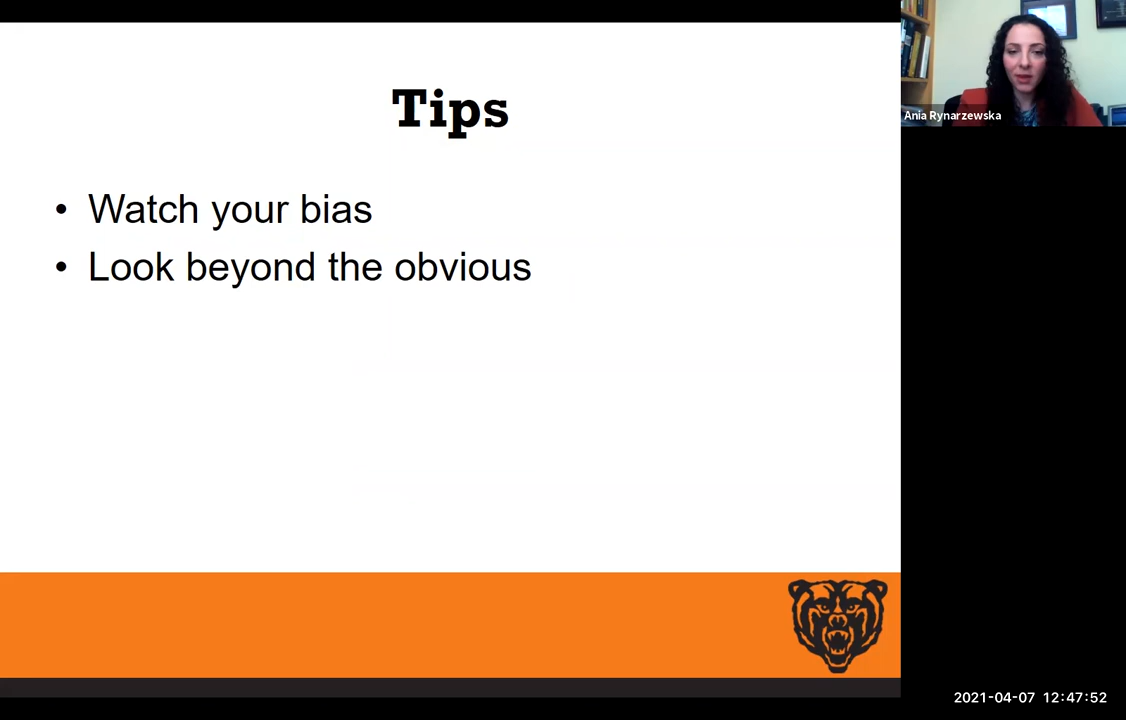 Tips
• Watch your bias
• Look beyond the obvious
Ania Rynarzewska
2021-04-07 12:47:52